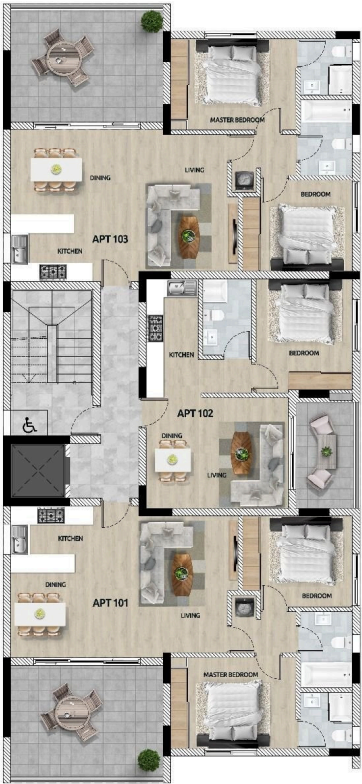 MASTER BEDROOM
LIVING
DINING
BEDROOM
APT 103
KITCHEN
KITCHEN
BEDROOM
APT 102
DINING
LIVING
KITCHEN
DINING
BEDROOM
APT 101
LIVING
MASTER BEDROOM